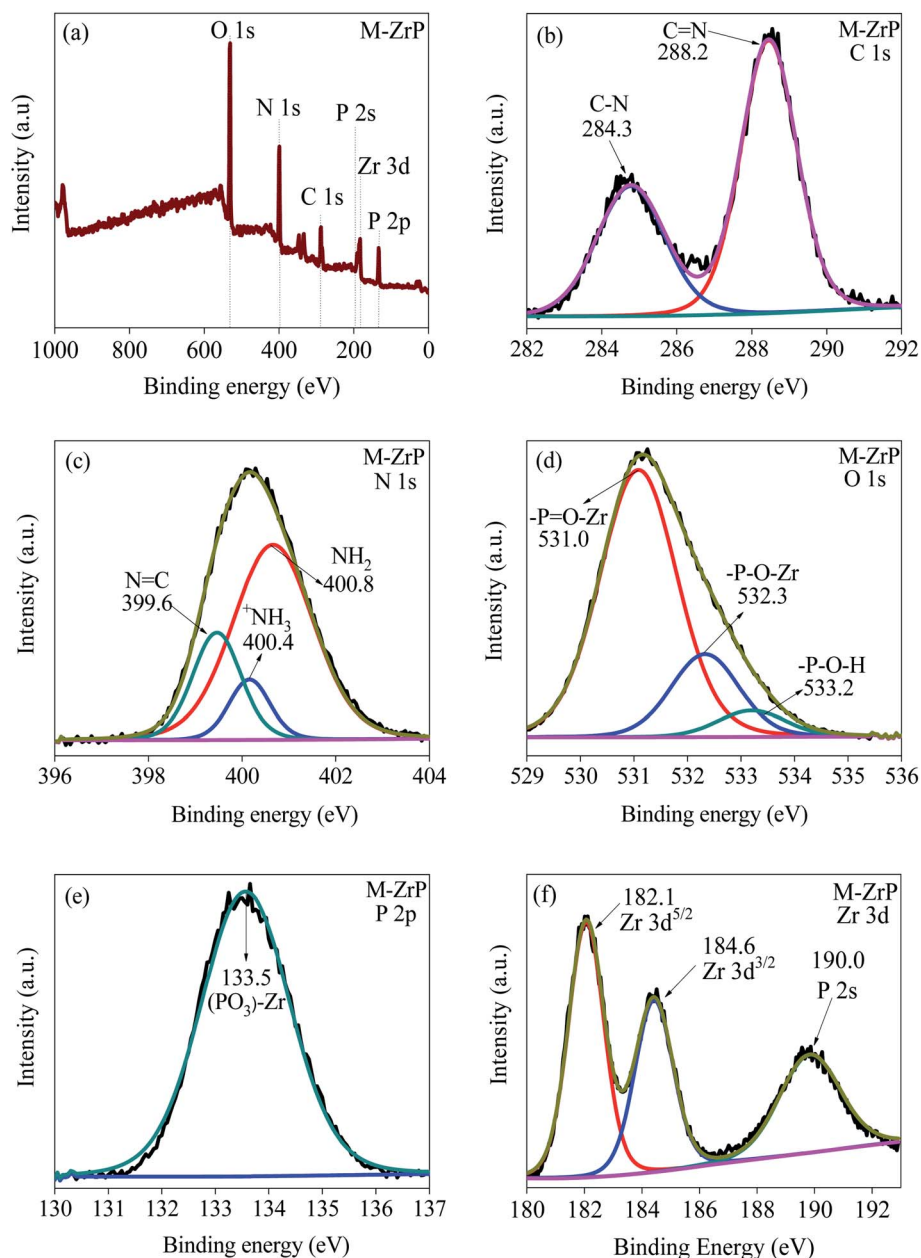 (a)
M-ZrP
O 1s
N 1s
P 2s
Zr 3d
C 1s
P 2p
Intensity (a.u)
1000 800 600 400 200 0
Binding energy (eV)
(b)
M-ZrP
C 1s
C=N
288.2
C-N
284.3
Intensity (a.u)
282 284 286 288 290 292
Binding energy (eV)
(c)
M-ZrP
N 1s
NH2
400.8
N=C
399.6
+NH3
400.4
Intensity (a.u.)
396 398 400 402 404
Binding energy (eV)
(d)
M-ZrP
O 1s
-P=O-Zr
531.0
-P-O-Zr
532.3
-P-O-H
533.2
Intensity (a.u.)
529 530 531 532 533 534 535 536
Binding energy (eV)
(e)
M-ZrP
P 2p
133.5
(PO3)-Zr
Intensity (a.u.)
130 131 132 133 134 135 136 137
Binding energy (eV)
(f)
M-ZrP
Zr 3d
182.1
Zr 3d5/2
184.6
Zr 3d3/2
190.0
P 2s
Intensity (a.u.)
180 182 184 186 188 190 192
Binding Energy (eV)